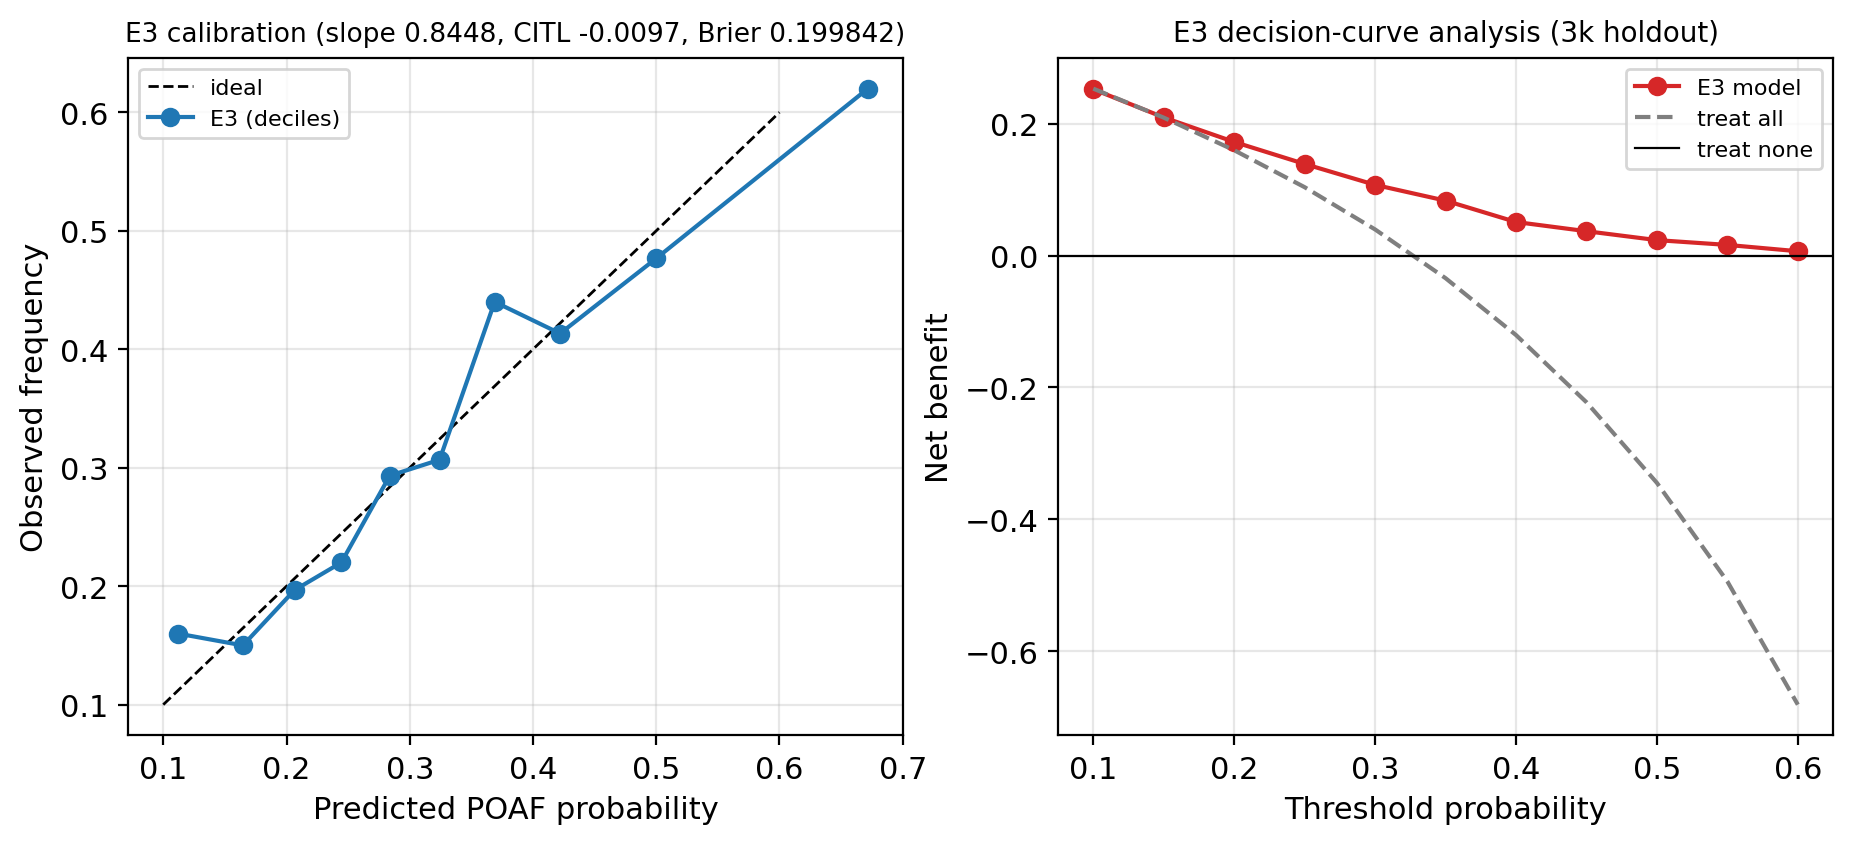 E3 calibration (slope 0.8448, CITL -0.0097, Brier 0.199842)
ideal
E3 (deciles)
Observed frequency
0.6
0.5
0.4
0.3
0.2
0.1
0.1 0.2 0.3 0.4 0.5 0.6 0.7
Predicted POAF probability
E3 decision-curve analysis (3k holdout)
E3 model
treat all
treat none
Net benefit
0.2
0.0
−0.2
−0.4
−0.6
0.1 0.2 0.3 0.4 0.5 0.6
Threshold probability